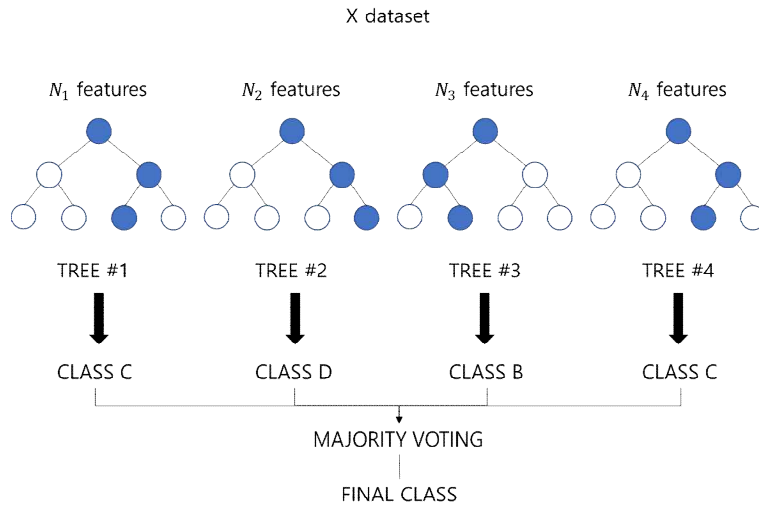 X dataset
N₁ features N₂ features N₃ features N₄ features
TREE #1 TREE #2 TREE #3 TREE #4
CLASS C CLASS D CLASS B CLASS C
MAJORITY VOTING
FINAL CLASS